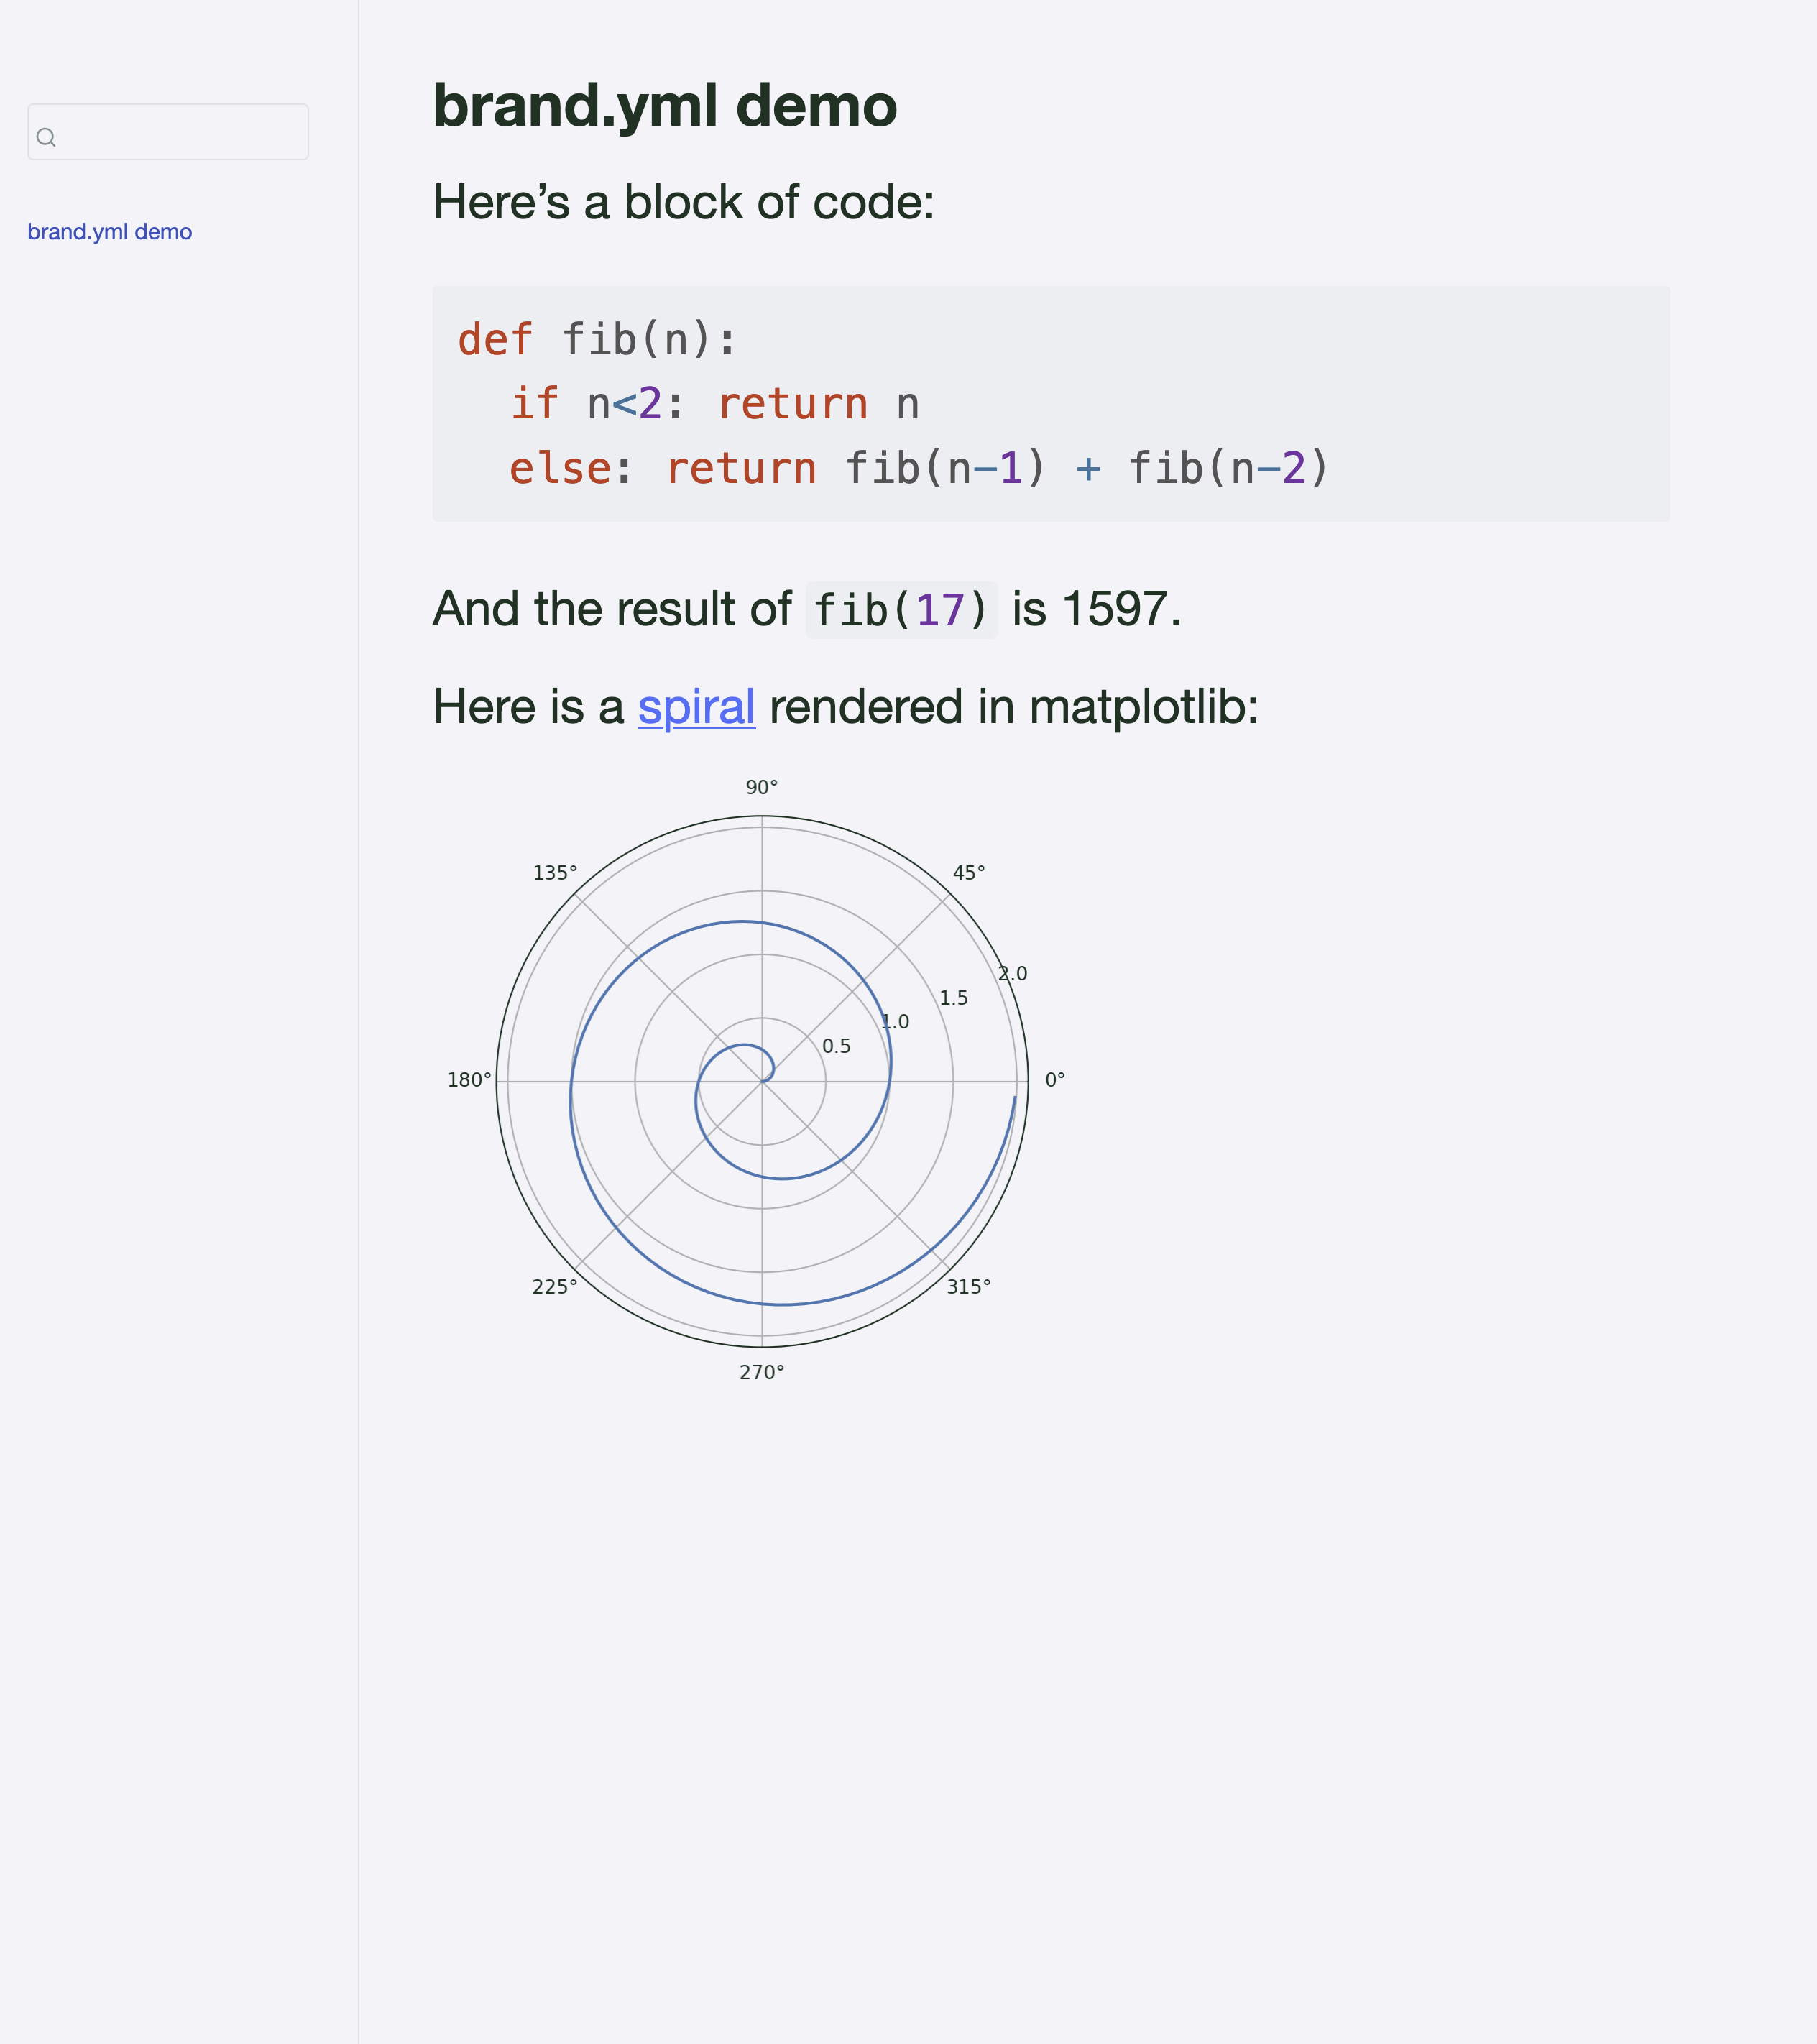 brand.yml demo
brand.yml demo
Here’s a block of code:
def fib(n):
  if n<2: return n
  else: return fib(n−1) + fib(n−2)
And the result of fib(17) is 1597.
Here is a spiral rendered in matplotlib:
90°
135°
45°
2.0
1.5
1.0
0.5
180°
0°
225°
315°
270°